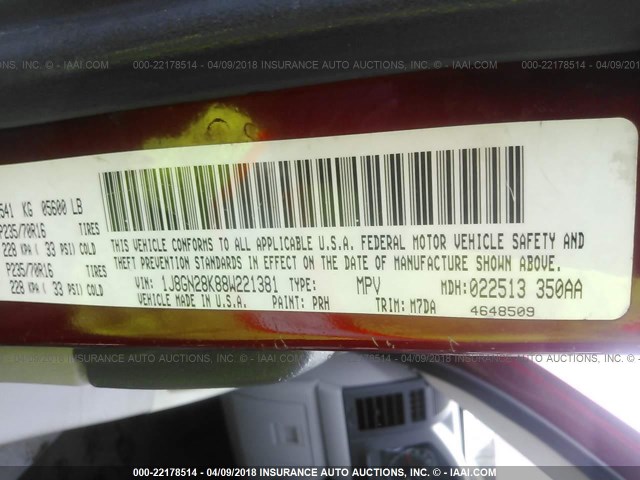 000-22178514 - 04/09/2018 INSURANCE AUTO AUCTIONS, INC. - © IAAI.COM
541 KG 05600 LB
P235/70R16 TIRES
228 KPA ( 33 PSI) COLD
P235/70R16 TIRES
228 KPA ( 33 PSI) COLD
THIS VEHICLE CONFORMS TO ALL APPLICABLE U.S.A. FEDERAL MOTOR VEHICLE SAFETY AND
THEFT PREVENTION STANDARDS IN EFFECT ON THE DATE OF MANUFACTURE SHOWN ABOVE.
VIN: 1J8GN28K88W221381 TYPE: MPV MDH:022513 350AA
VEHICLE MADE IN U.S.A. PAINT: PRH TRIM: M7DA 4648509
000-22178514 - 04/09/2018 INSURANCE AUTO AUCTIONS, INC. - © IAAI.COM
000-22178514 - 04/09/2018 INSURANCE AUTO AUCTIONS, INC. - © IAAI.COM